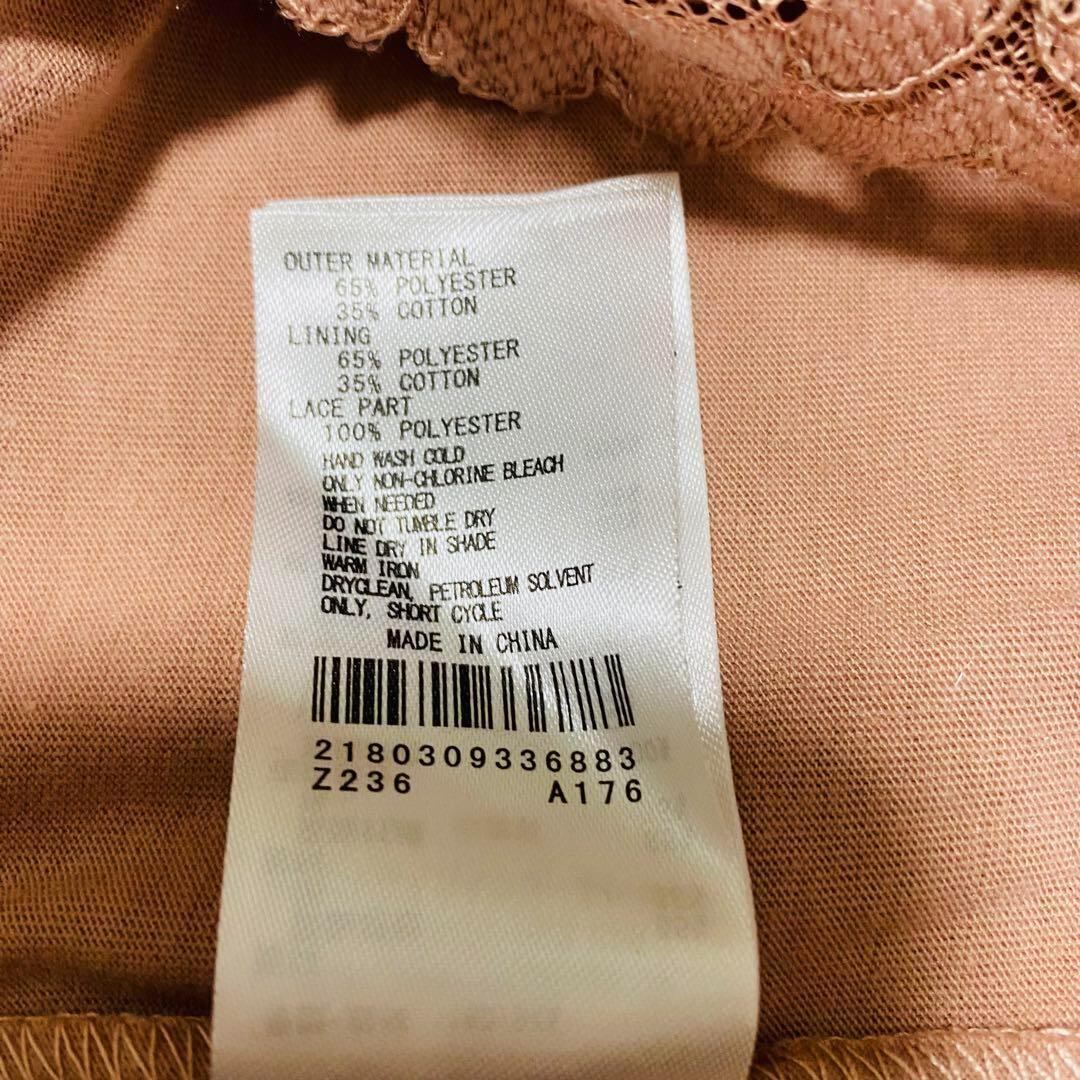 OUTER MATERIAL
65% POLYESTER
35% COTTON
LINING
65% POLYESTER
35% COTTON
LACE PART
100% POLYESTER
HAND WASH COLD
ONLY NON-CHLORINE BLEACH
WHEN NEEDED
DO NOT TUMBLE DRY
LINE DRY IN SHADE
WARM IRON
DRYCLEAN, PETROLEUM SOLVENT
ONLY, SHORT CYCLE
MADE IN CHINA
2180309336883
Z236 A176